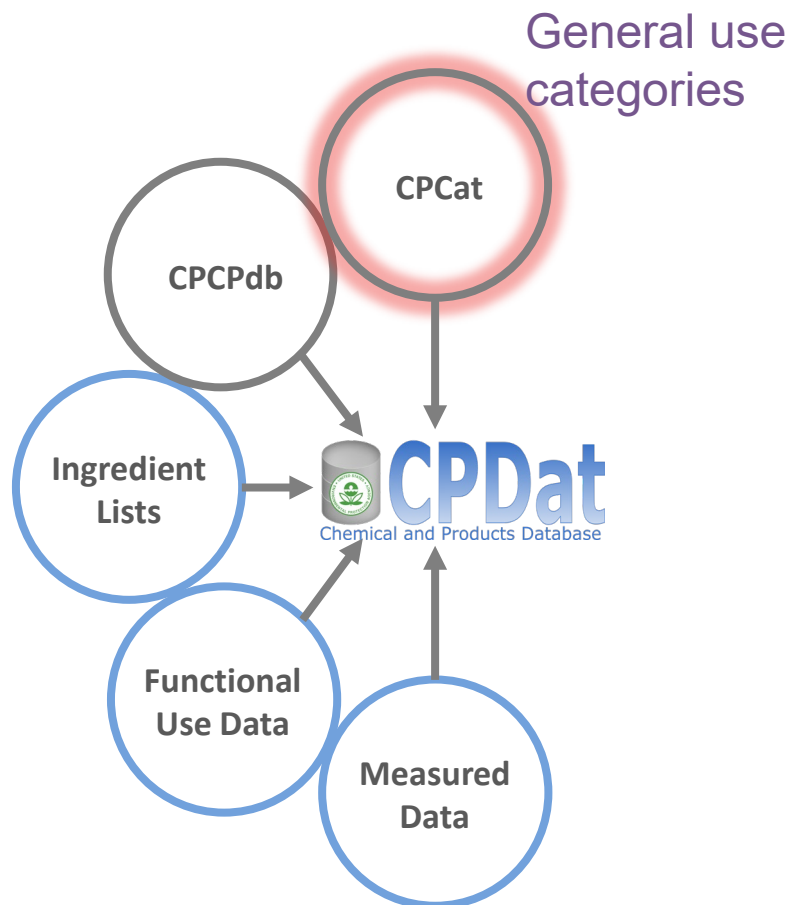 General use
categories
CPCat
CPCPdb
Ingredient
Lists
CPDat
Chemical and Products Database
Functional
Use Data
Measured
Data